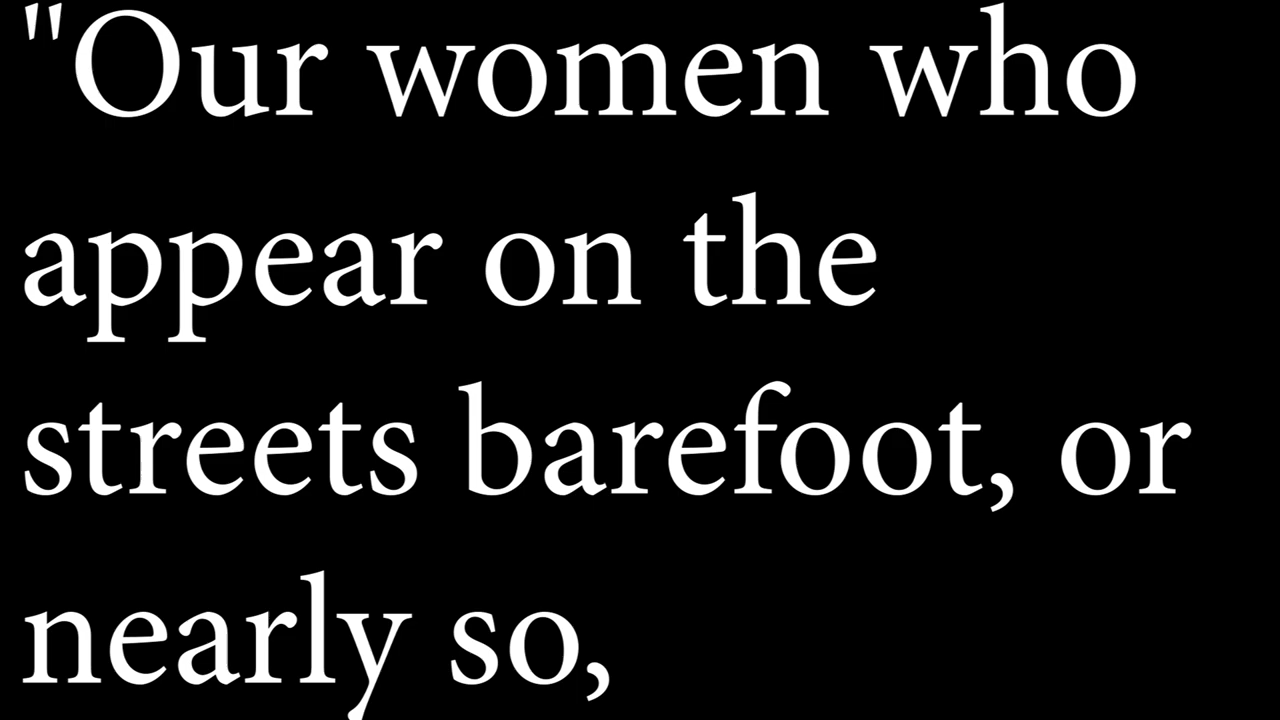 "Our women who
appear on the
streets barefoot, or
nearly so,